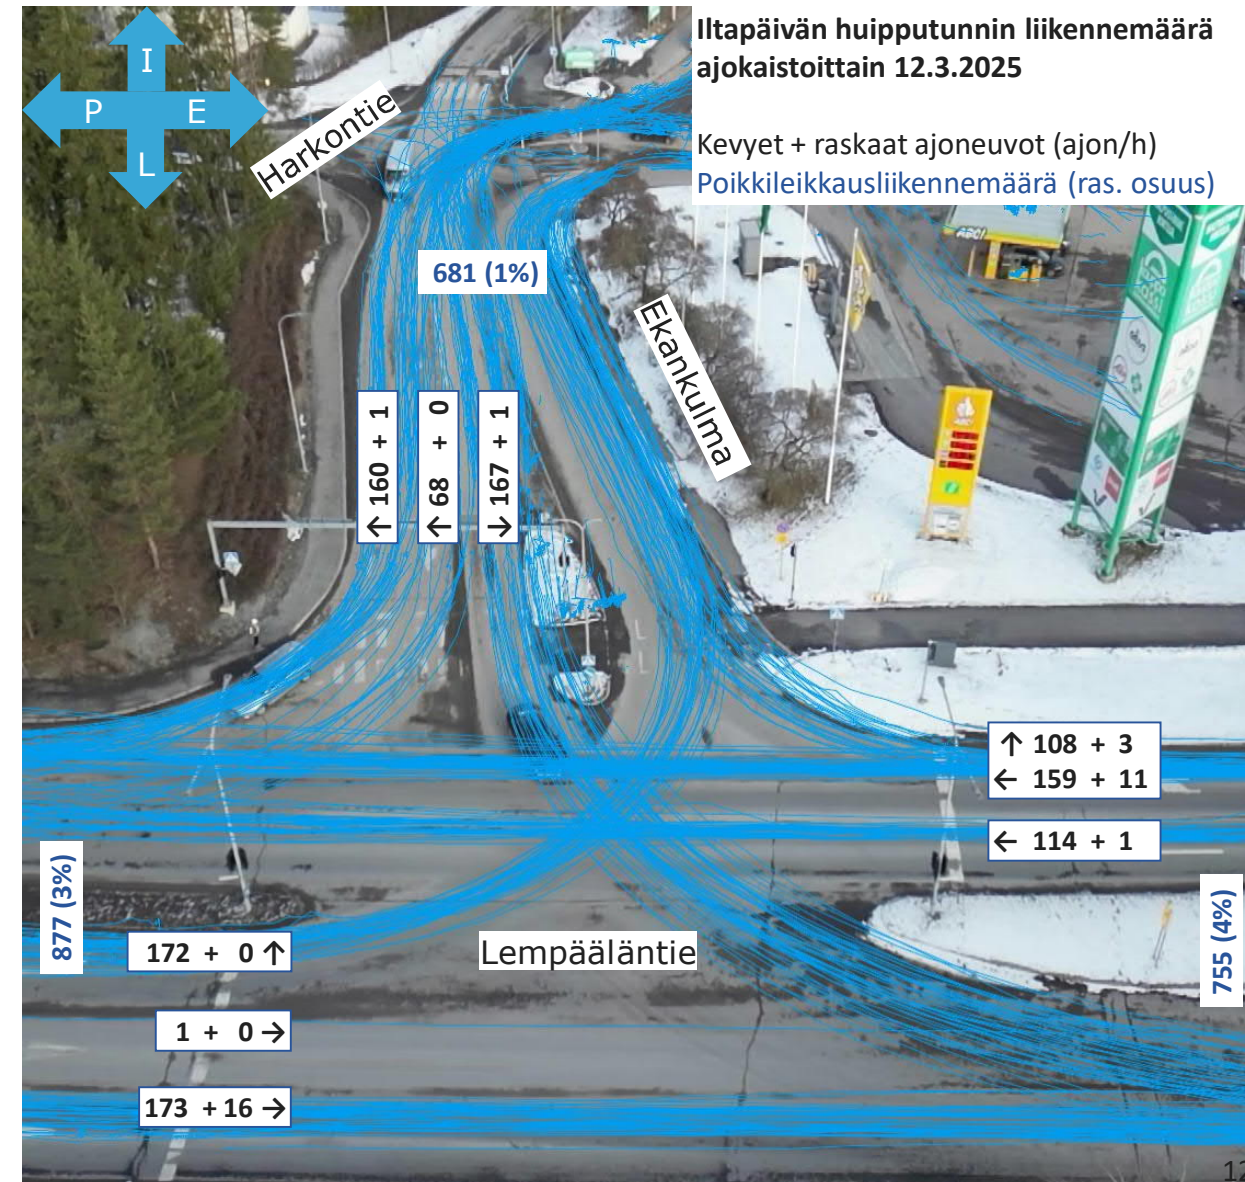 Iltapäivän huipputunnin liikennemäärä
ajokaistoittain 12.3.2025
Kevyet + raskaat ajoneuvot (ajon/h)
Poikkileikkausliikennemäärä (ras. osuus)
I
P
E
L
Harkontie
681 (1%)
Ekankulma
ABC!
← 160 + 1
← 68 + 0
→ 167 + 1
↑ 108 + 3
← 159 + 11
← 114 + 1
877 (3%)
755 (4%)
172 + 0 ↑
Lempääläntie
1 + 0 →
173 + 16 →
12